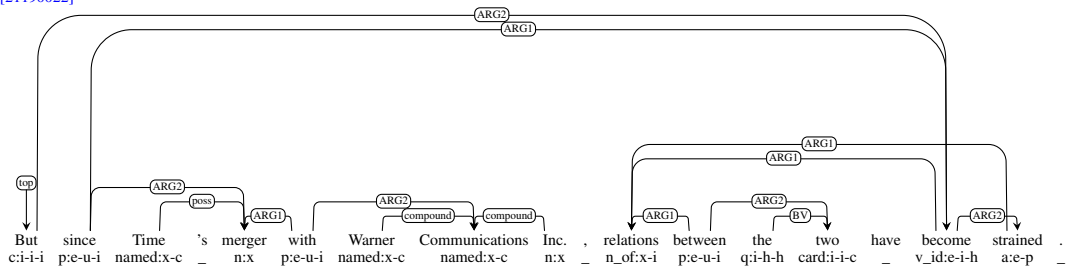 [21190022]
ARG2
ARG1
ARG1
ARG1
top
ARG2
poss
ARG1
ARG2
compound
compound
ARG1
ARG2
BV
ARG2
But since Time 's merger with Warner Communications Inc. , relations between the two have become strained .
c:i-i-i p:e-u-i named:x-c _ n:x p:e-u-i named:x-c named:x-c n:x _ n_of:x-i p:e-u-i q:i-h-h card:i-i-c _ v_id:e-i-h a:e-p _